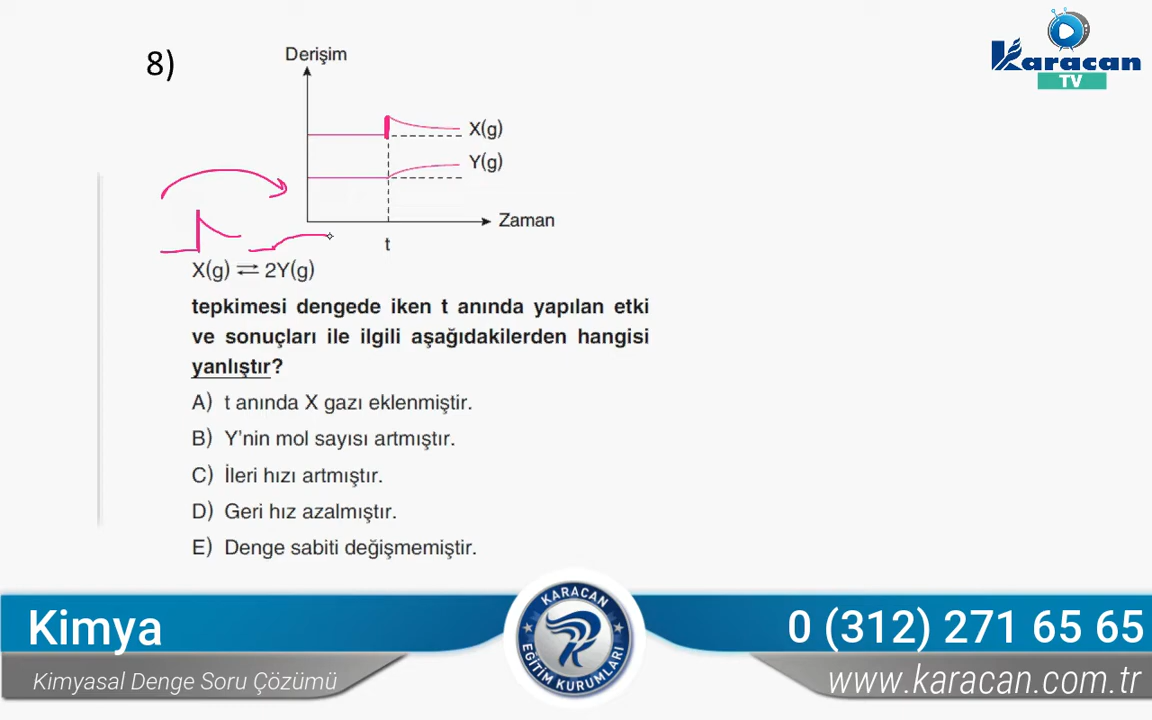 Karacan
TV
8)
Derişim
X(g)
Y(g)
Zaman
t
X(g) ⇌ 2Y(g)
tepkimesi dengede iken t anında yapılan etki
ve sonuçları ile ilgili aşağıdakilerden hangisi
yanlıştır?
A) t anında X gazı eklenmiştir.
B) Y’nin mol sayısı artmıştır.
C) İleri hızı artmıştır.
D) Geri hız azalmıştır.
E) Denge sabiti değişmemiştir.
Kimya
Kimyasal Denge Soru Çözümü
KARACAN
EĞİTİM KURUMLARI
0 (312) 271 65 65
www.karacan.com.tr